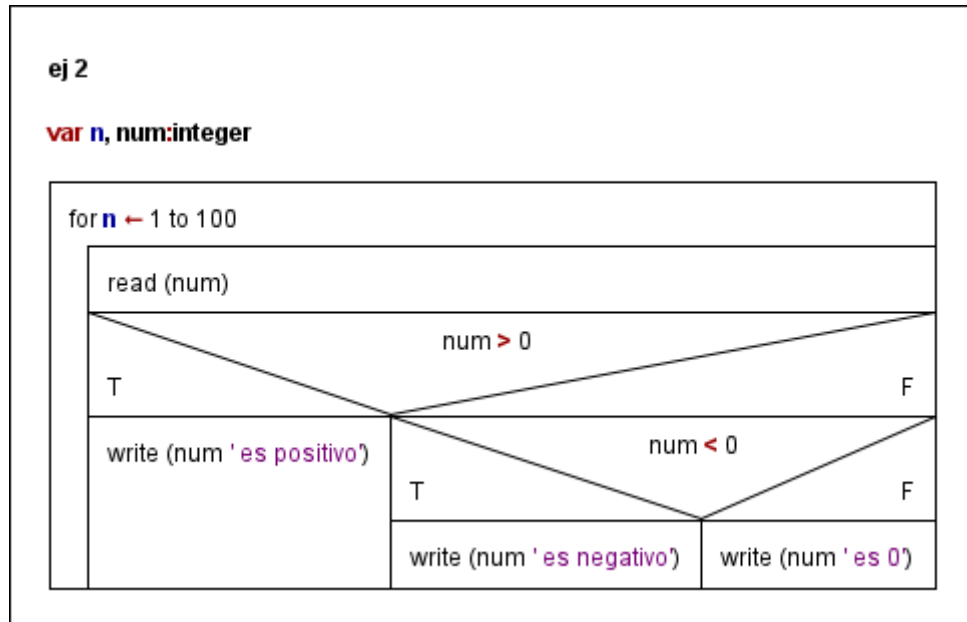 ej 2
var n, num:integer
for n ← 1 to 100
read (num)
num > 0
T
F
write (num ' es positivo')
num < 0
T
F
write (num ' es negativo')
write (num ' es 0')